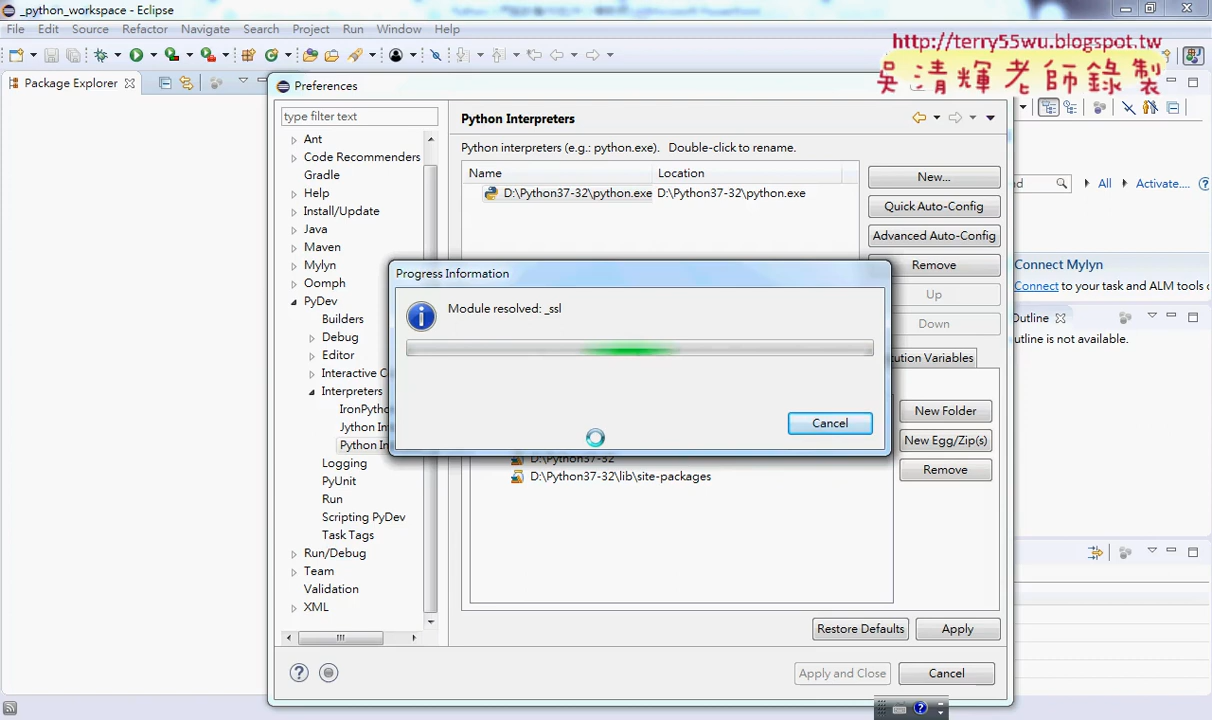 _python_workspace - Eclipse
File Edit Source Refactor Navigate Search Project Run Window Help
http://terry55wu.blogspot.tw
吳清輝老師錄製
Package Explorer
Preferences
type filter text
Ant
Code Recommenders
Gradle
Help
Install/Update
Java
Maven
Mylyn
Oomph
PyDev
Builders
Debug
Editor
Interactive C
Interpreters
IronPytho
Jython In
Python In
Logging
PyUnit
Run
Scripting PyDev
Task Tags
Run/Debug
Team
Validation
XML
Python Interpreters
Python interpreters (e.g.: python.exe). Double-click to rename.
Name Location
D:\Python37-32\python.exe D:\Python37-32\python.exe
New...
Quick Auto-Config
Advanced Auto-Config
Remove
Up
Down
Progress Information
Module resolved: _ssl
Cancel
cution Variables
New Folder
New Egg/Zip(s)
Remove
D:\Python37-32
D:\Python37-32\lib\site-packages
Restore Defaults Apply
Apply and Close Cancel
nd All Activate....
Connect Mylyn
Connect to your task and ALM tools
Outline
utline is not available.